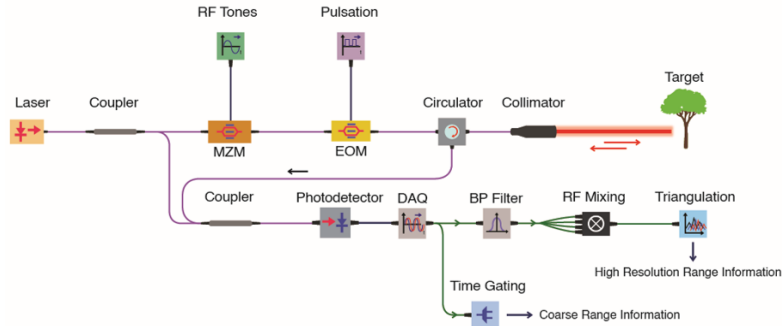 RF Tones
Pulsation
Target
Laser
Coupler
Circulator
Collimator
MZM
EOM
Coupler
Photodetector
DAQ
BP Filter
RF Mixing
Triangulation
High Resolution Range Information
Time Gating
Coarse Range Information